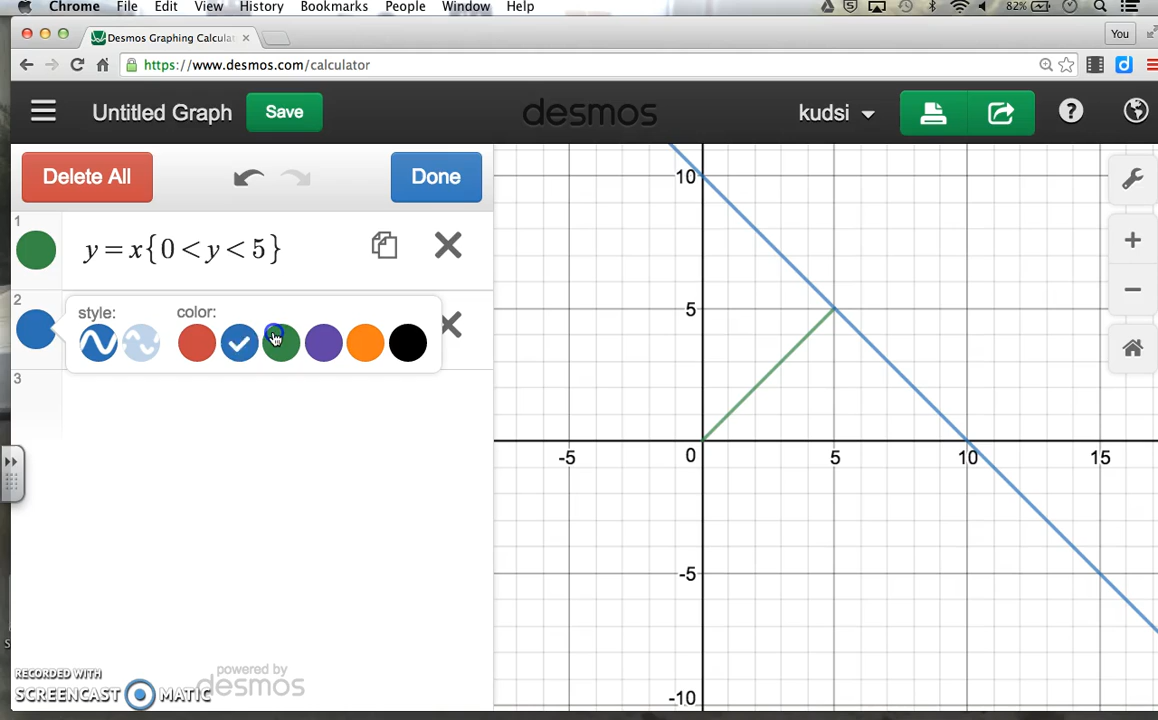 Chrome File Edit View History Bookmarks People Window Help 82%
Desmos Graphing Calcula You
https://www.desmos.com/calculator
Untitled Graph Save desmos kudsi ?
Delete All Done
1
y = x{0 < y < 5}
2
style: color:
3
10
5
-5 0 5 10 15
-5
-10
RECORDED WITH
SCREENCAST MATIC
powered by
desmos